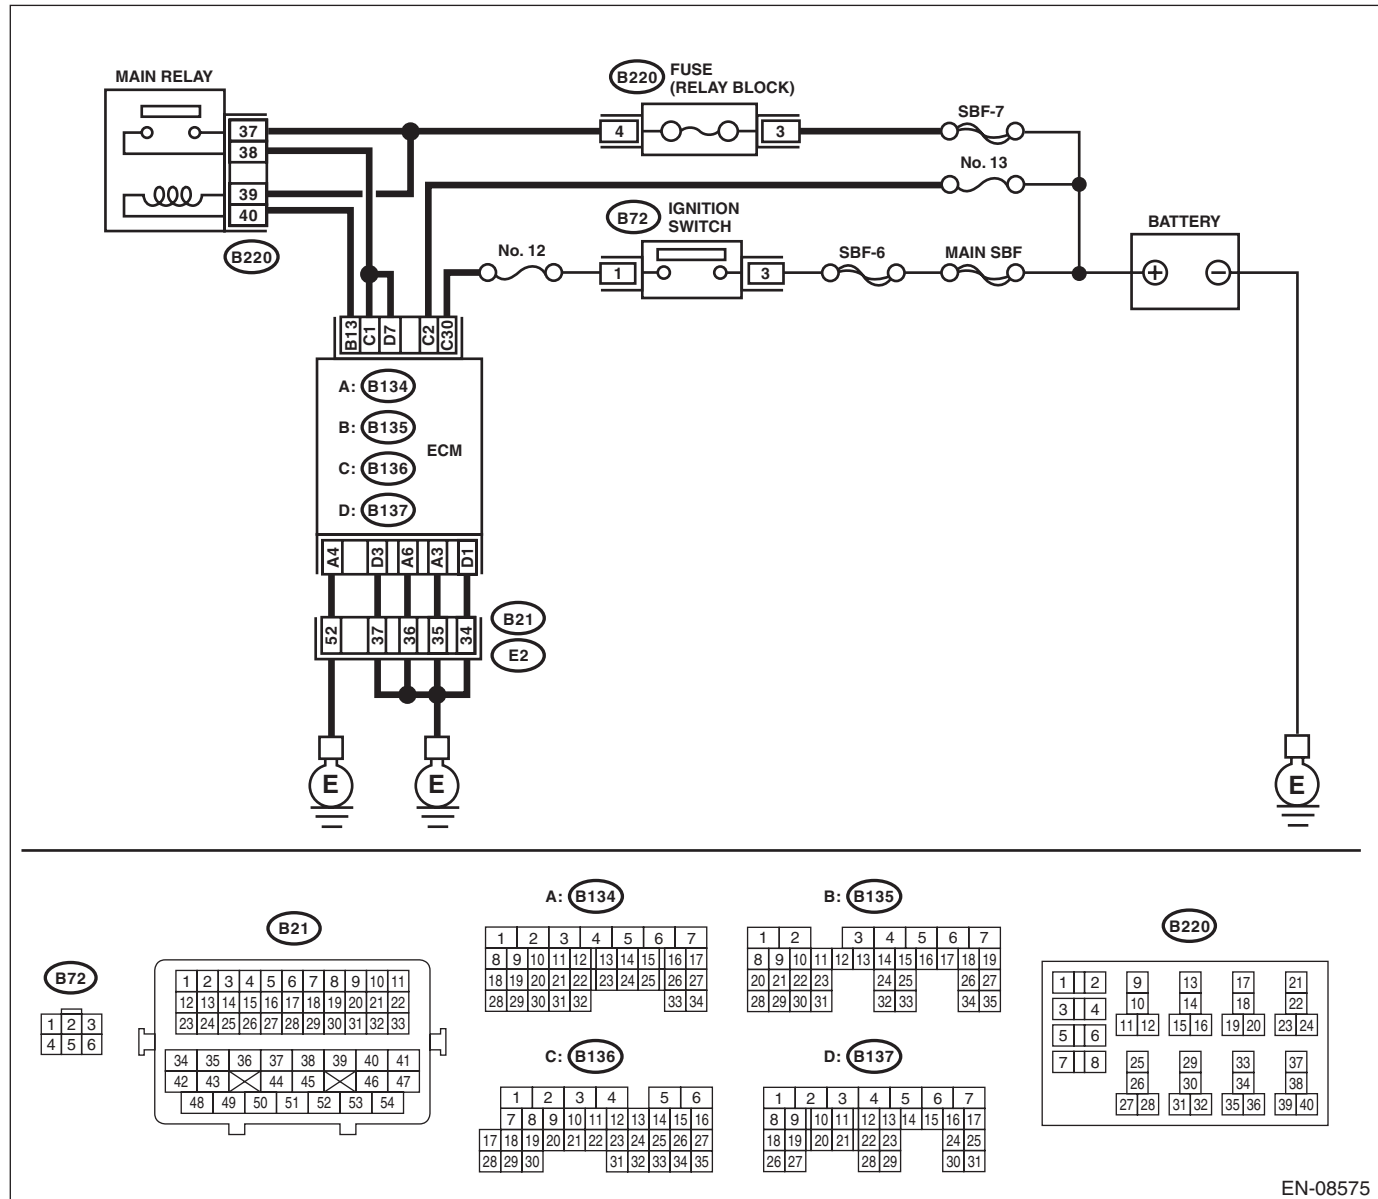 MAIN RELAY
B220
FUSE
(RELAY BLOCK)
SBF-7
37
4
3
38
No. 13
39
40
B72
IGNITION
SWITCH
BATTERY
B220
No. 12
SBF-6
MAIN SBF
1
3
+
−
B13
C1
D7
C2
C30
A: B134
B: B135
ECM
C: B136
D: B137
A4
D3
A6
A3
D1
B21
52
37
36
35
34
E2
E
E
E
A: B134
B: B135
B21
B220
B72
1 2 3
4 5 6
1 2 3 4 5 6 7 8 9 10 11
12 13 14 15 16 17 18 19 20 21 22
23 24 25 26 27 28 29 30 31 32 33
34 35 36 37 38 39 40 41
42 43 44 45 46 47
48 49 50 51 52 53 54
1 2 3 4 5 6 7
8 9 10 11 12 13 14 15 16 17
18 19 20 21 22 23 24 25 26 27
28 29 30 31 32 33 34
1 2 3 4 5 6 7
8 9 10 11 12 13 14 15 16 17 18 19
20 21 22 23 24 25 26 27
28 29 30 31 32 33 34 35
C: B136
1 2 3 4 5 6
7 8 9 10 11 12 13 14 15 16
17 18 19 20 21 22 23 24 25 26 27
28 29 30 31 32 33 34 35
D: B137
1 2 3 4 5 6 7
8 9 10 11 12 13 14 15 16 17
18 19 20 21 22 23 24 25
26 27 28 29 30 31
1 2 9 13 17 21
3 4 10 14 18 22
5 6 11 12 15 16 19 20 23 24
7 8 25 29 33 37
26 30 34 38
27 28 31 32 35 36 39 40
EN-08575